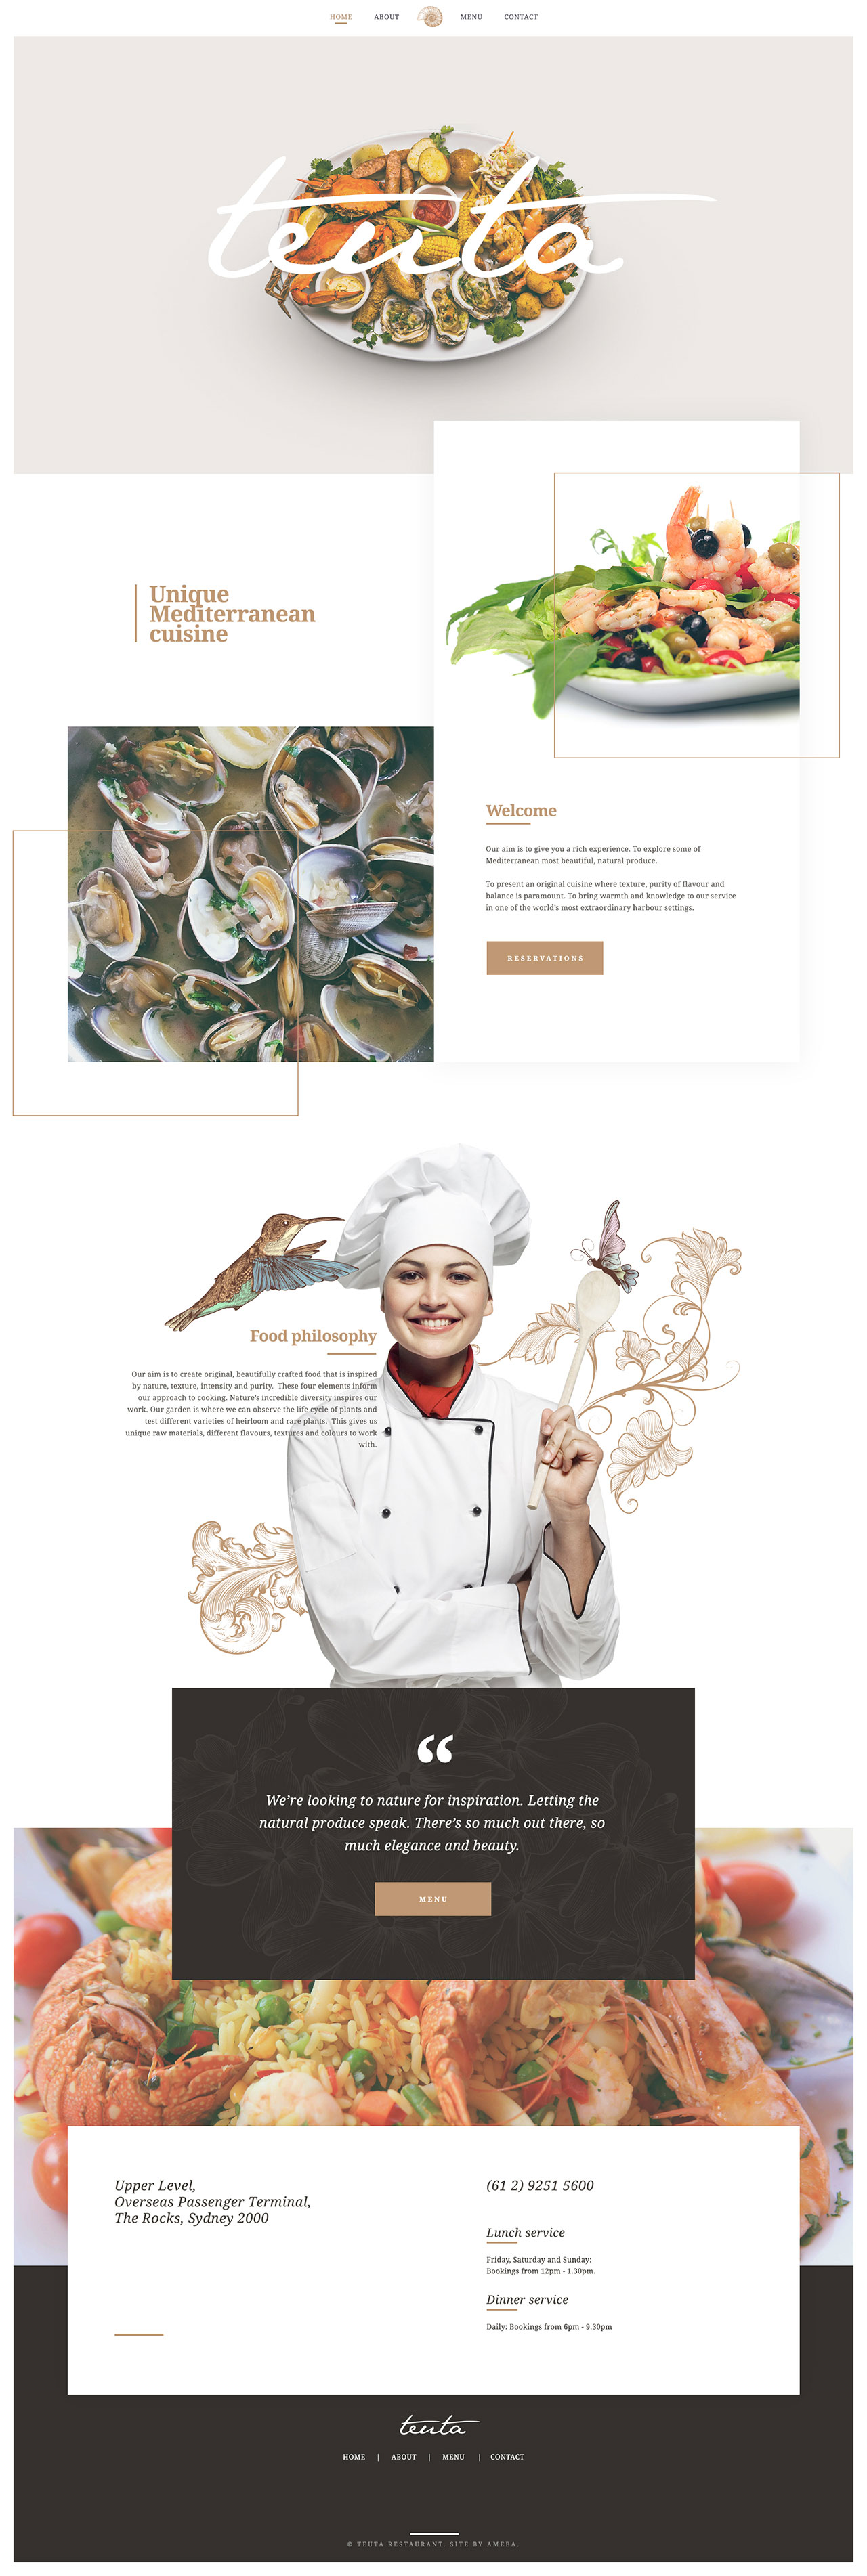 HOME ABOUT MENU CONTACT
teuta
Unique
Mediterranean
cuisine
Welcome
Our aim is to give you a rich experience. To explore some of
Mediterranean most beautiful, natural produce.
To present an original cuisine where texture, purity of flavour and
balance is paramount. To bring warmth and knowledge to our service
in one of the world's most extraordinary harbour settings.
RESERVATIONS
Food philosophy
Our aim is to create original, beautifully crafted food that is inspired
by nature, texture, intensity and purity. These four elements inform
our approach to cooking. Nature's incredible diversity inspires our
work. Our garden is where we can observe the life cycle of plants and
test different varieties of heirloom and rare plants. This gives us
unique raw materials, different flavours, textures and colours to work
with.
“
We're looking to nature for inspiration. Letting the
natural produce speak. There's so much out there, so
much elegance and beauty.
MENU
Upper Level,
Overseas Passenger Terminal,
The Rocks, Sydney 2000
(61 2) 9251 5600
Lunch service
Friday, Saturday and Sunday:
Bookings from 12pm - 1.30pm.
Dinner service
Daily: Bookings from 6pm - 9.30pm
teuta
HOME | ABOUT | MENU | CONTACT
© TEUTA RESTAURANT. SITE BY AMEBA.